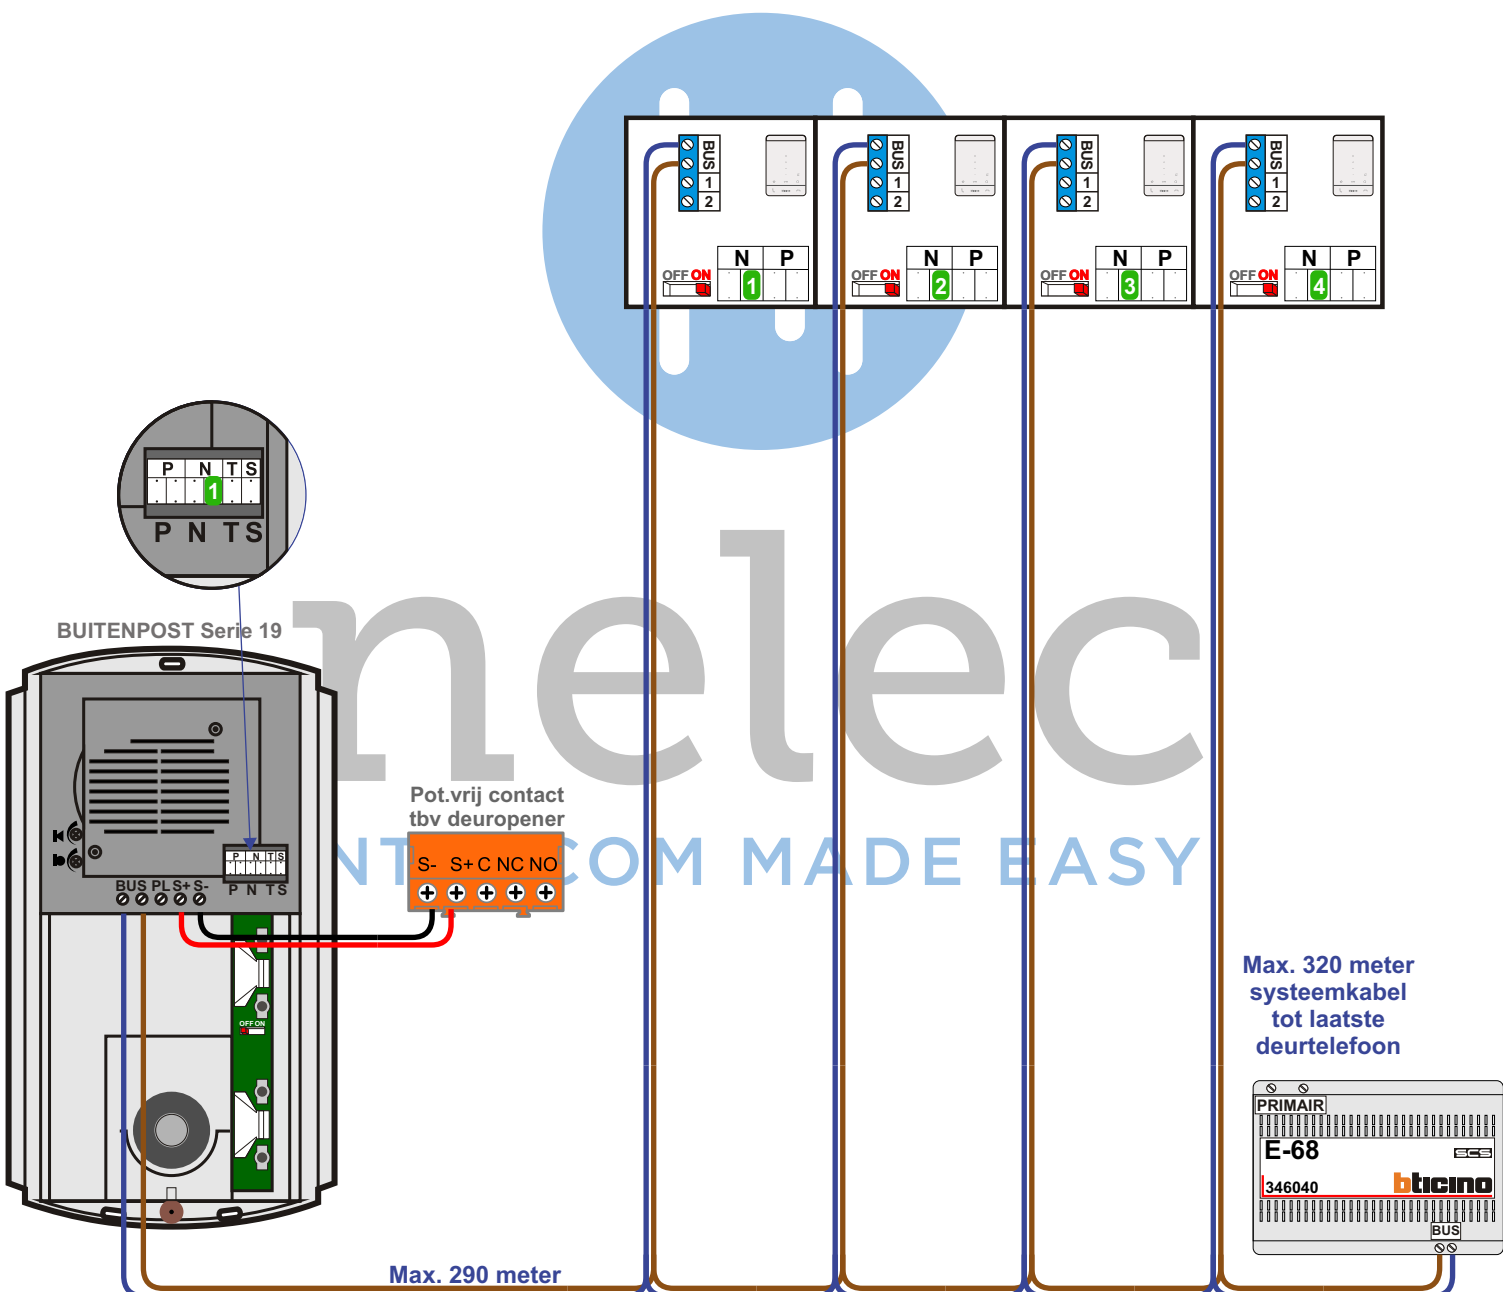 BUS
1
2
N P
OFF ON
1
BUS
1
2
N P
OFF ON
2
BUS
1
2
N P
OFF ON
3
BUS
1
2
N P
OFF ON
4
P N T S
1
P N T S
BUITENPOST Serie 19
nelec
INTERCOM MADE EASY
Pot.vrij contact
tbv deuropener
S- S+ C NC NO
P N T S
P N T S
BUS PL S+ S-
OFF ON
Max. 320 meter
systeemkabel
tot laatste
deurtelefoon
PRIMAIR
E-68
SCS
346040
bticino
BUS
Max. 290 meter